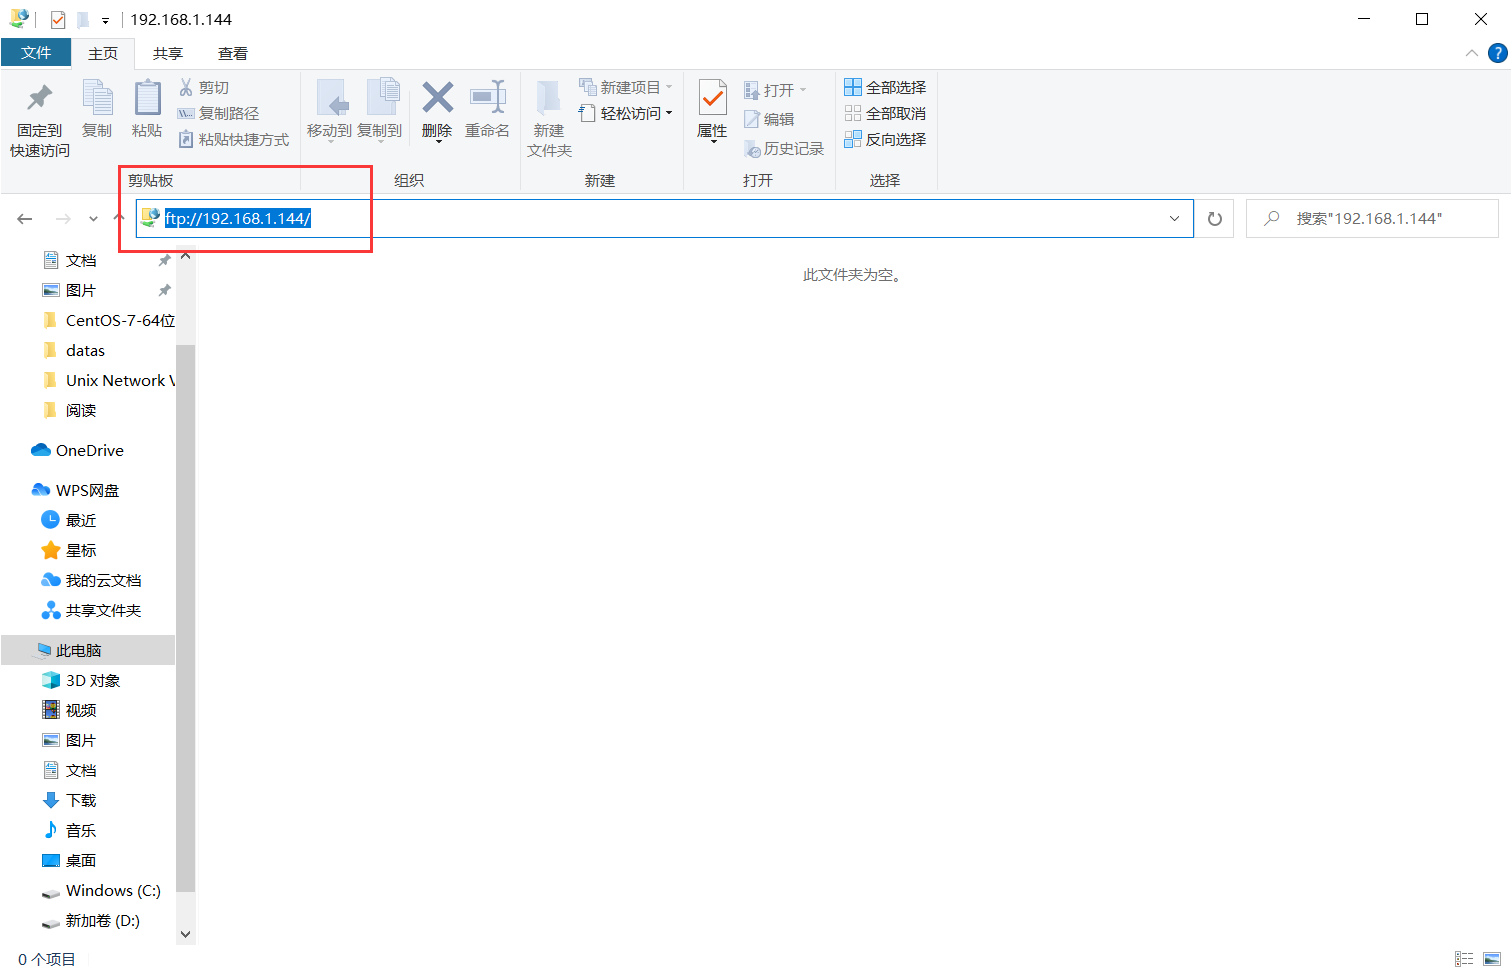 192.168.1.144
文件 主页 共享 查看
固定到
快速访问
复制
粘贴
剪切
复制路径
粘贴快捷方式
剪贴板
移动到
复制到
删除
重命名
组织
新建
文件夹
新建项目
轻松访问
新建
属性
打开
编辑
历史记录
打开
全部选择
全部取消
反向选择
选择
ftp://192.168.1.144/
搜索"192.168.1.144"
文档
图片
CentOS-7-64位
datas
Unix Network
阅读
OneDrive
WPS网盘
最近
星标
我的云文档
共享文件夹
此电脑
3D 对象
视频
图片
文档
下载
音乐
桌面
Windows (C:)
新加卷 (D:)
此文件夹为空。
0 个项目